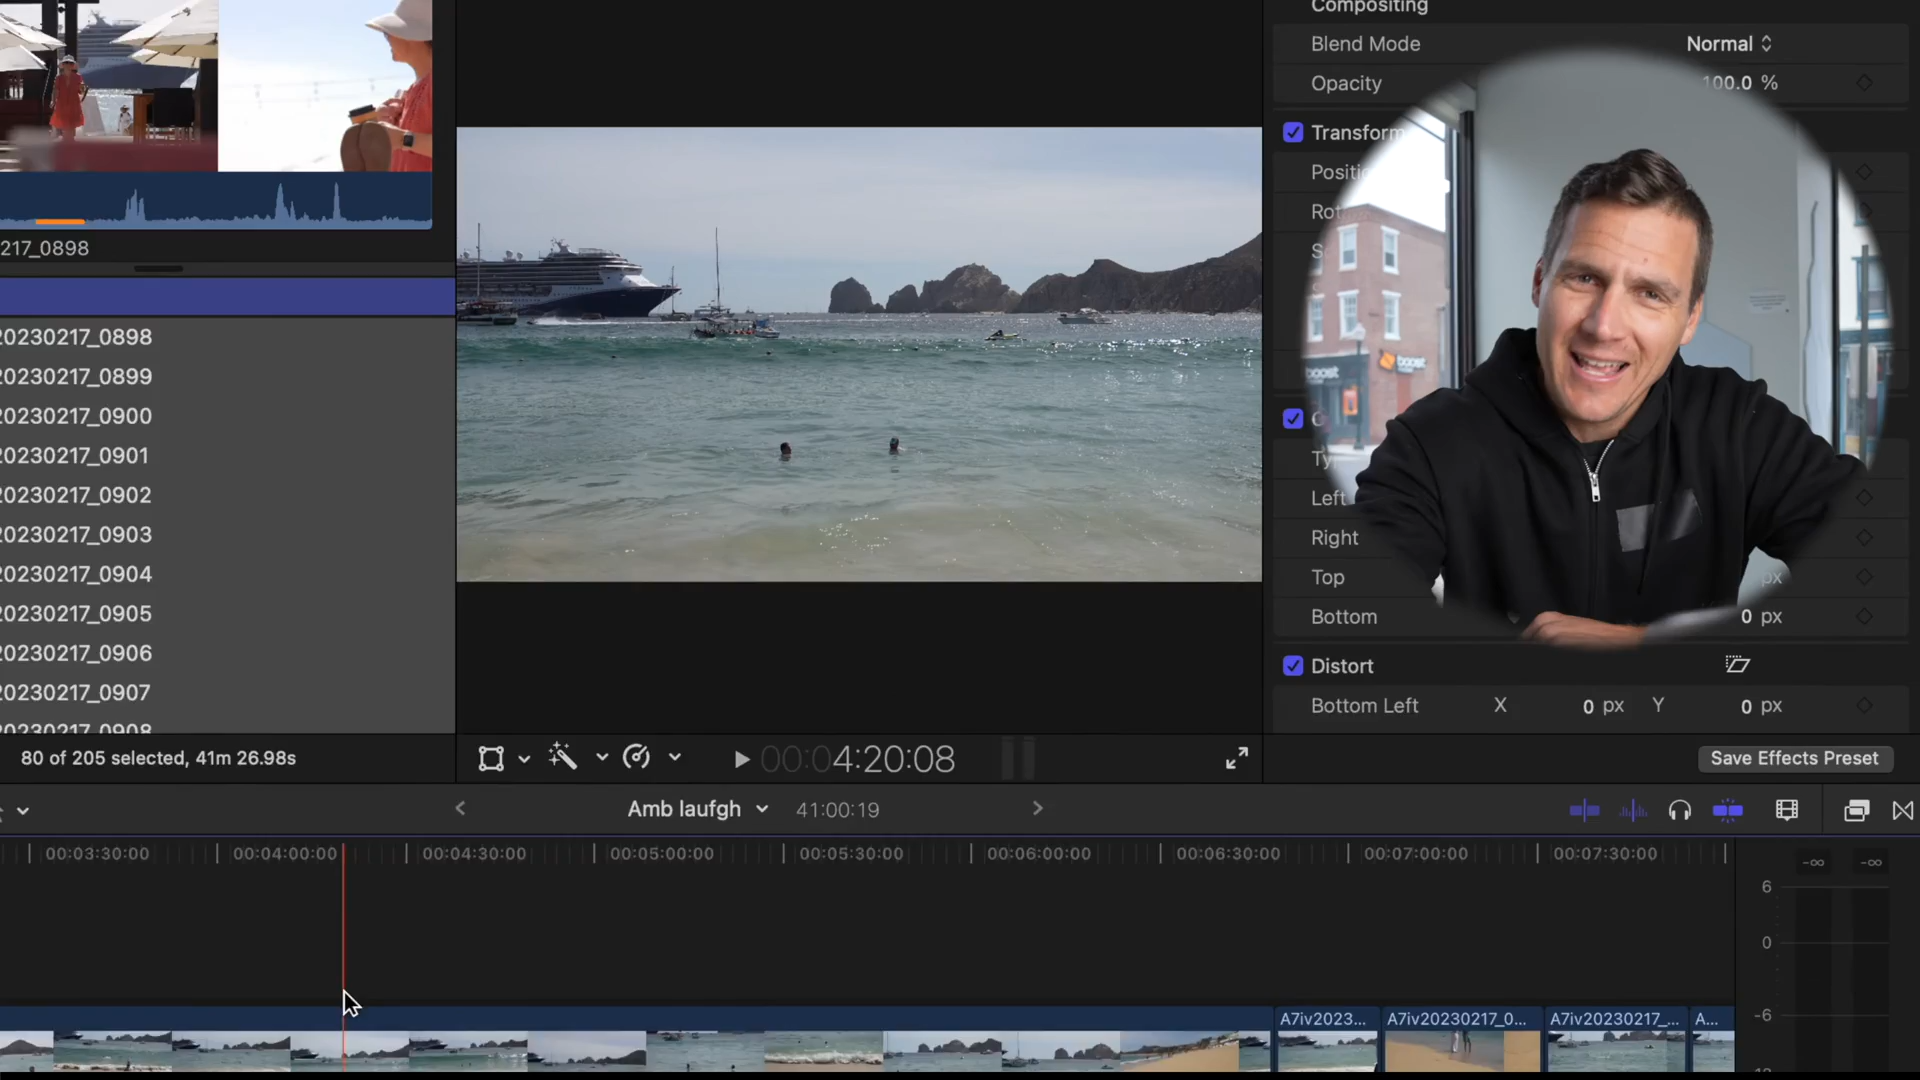 Compositing
Blend Mode Normal
Opacity 100.0 %
Transform
217_0898
20230217_0898
20230217_0899
20230217_0900
20230217_0901
20230217_0902
20230217_0903
20230217_0904
20230217_0905
20230217_0906
20230217_0907
20230217_0908
Left
Right
Top px
Bottom 0 px
Distort
Bottom Left X 0 px Y 0 px
boost
boost
80 of 205 selected, 41m 26.98s
00:04:20:08
Save Effects Preset
Amb laufgh 41:00:19
00:03:30:00 00:04:00:00 00:04:30:00 00:05:00:00 00:05:30:00 00:06:00:00 00:06:30:00 00:07:00:00 00:07:30:00
-∞ -∞
6
0
-6
A7iv2023... A7iv20230217_0... A7iv20230217_... A...